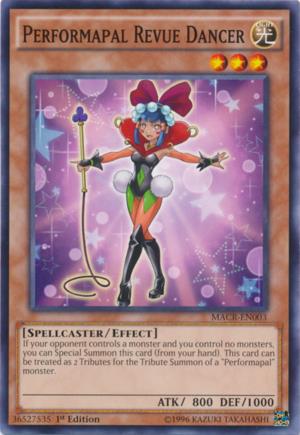 PERFORMAPAL REVUE DANCER
LIGHT
光
MACR-EN003
[SPELLCASTER/EFFECT]
If your opponent controls a monster and you control no monsters,
you can Special Summon this card (from your hand). This card can
be treated as 2 Tributes for the Tribute Summon of a "Performapal"
monster.
ATK/ 800 DEF/1000
36527535 1st Edition ©1996 KAZUKI TAKAHASHI